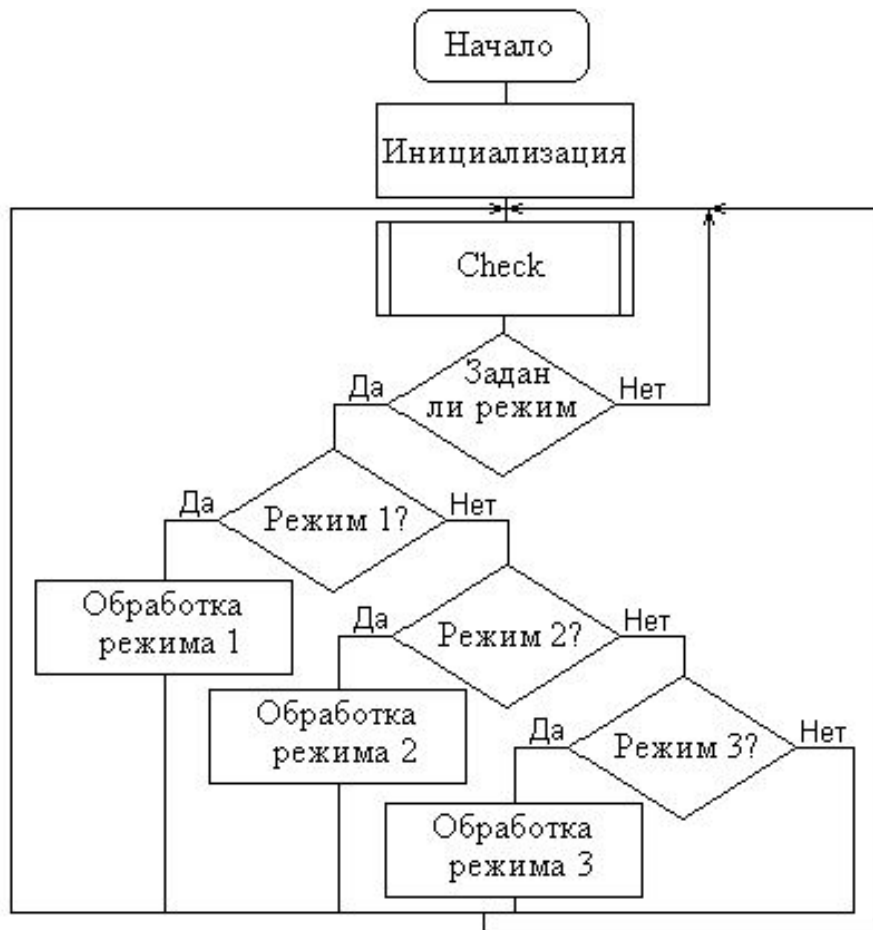 Начало
Инициализация
Check
Задан
ли режим
Да
Нет
Режим 1?
Да
Нет
Обработка
режима 1
Режим 2?
Да
Нет
Обработка
режима 2
Режим 3?
Да
Нет
Обработка
режима 3